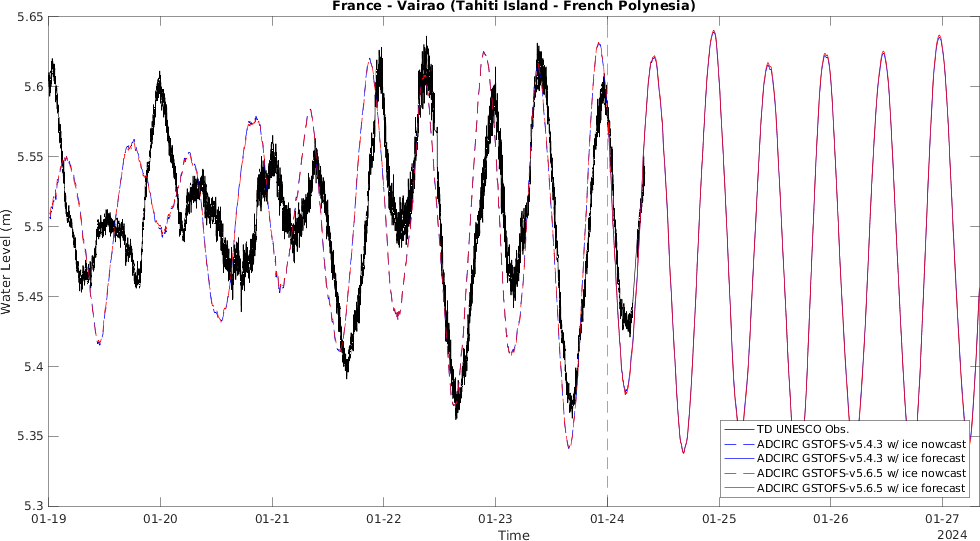 France - Vairao (Tahiti Island - French Polynesia)
5.65
5.6
5.55
5.5
5.45
5.4
5.35
5.3
Water Level (m)
TD UNESCO Obs.
ADCIRC GSTOFS-v5.4.3 w/ ice nowcast
ADCIRC GSTOFS-v5.4.3 w/ ice forecast
ADCIRC GSTOFS-v5.6.5 w/ ice nowcast
ADCIRC GSTOFS-v5.6.5 w/ ice forecast
01-19 01-20 01-21 01-22 01-23 01-24 01-25 01-26 01-27
Time
2024